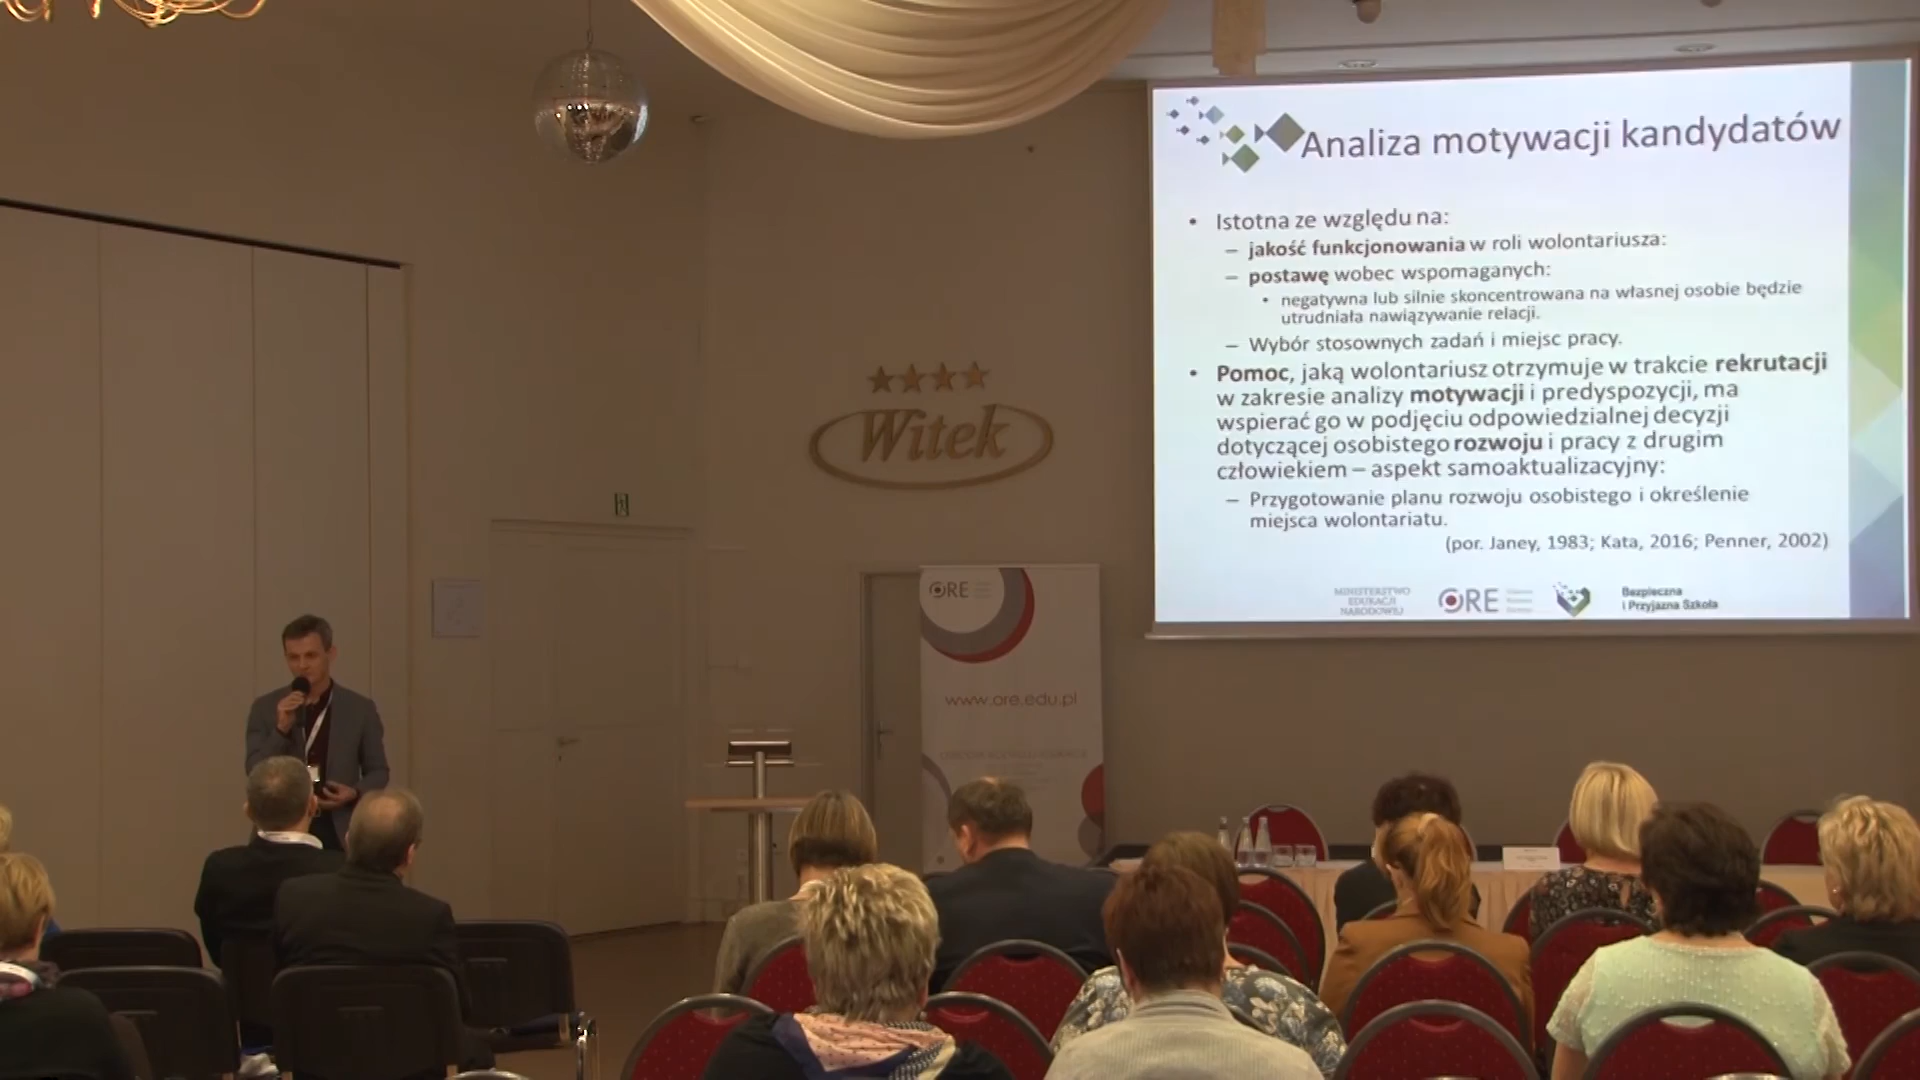 Analiza motywacji kandydatów
• Istotna ze względu na:
– jakość funkcjonowania w roli wolontariusza:
– postawę wobec wspomaganych:
• negatywna lub silnie skoncentrowana na własnej osobie będzie
utrudniała nawiązywanie relacji.
– Wybór stosownych zadań i miejsc pracy.
• Pomoc, jaką wolontariusz otrzymuje w trakcie rekrutacji
w zakresie analizy motywacji i predyspozycji, ma
wspierać go w podjęciu odpowiedzialnej decyzji
dotyczącej osobistego rozwoju i pracy z drugim
człowiekiem – aspekt samoaktualizacyjny:
– Przygotowanie planu rozwoju osobistego i określenie
miejsca wolontariatu.
(por. Janey, 1983; Kata, 2016; Penner, 2002)
MINISTERSTWO
EDUKACJI
NARODOWEJ
ORE
Bezpieczna
i Przyjazna Szkoła
Witek
ORE
www.ore.edu.pl